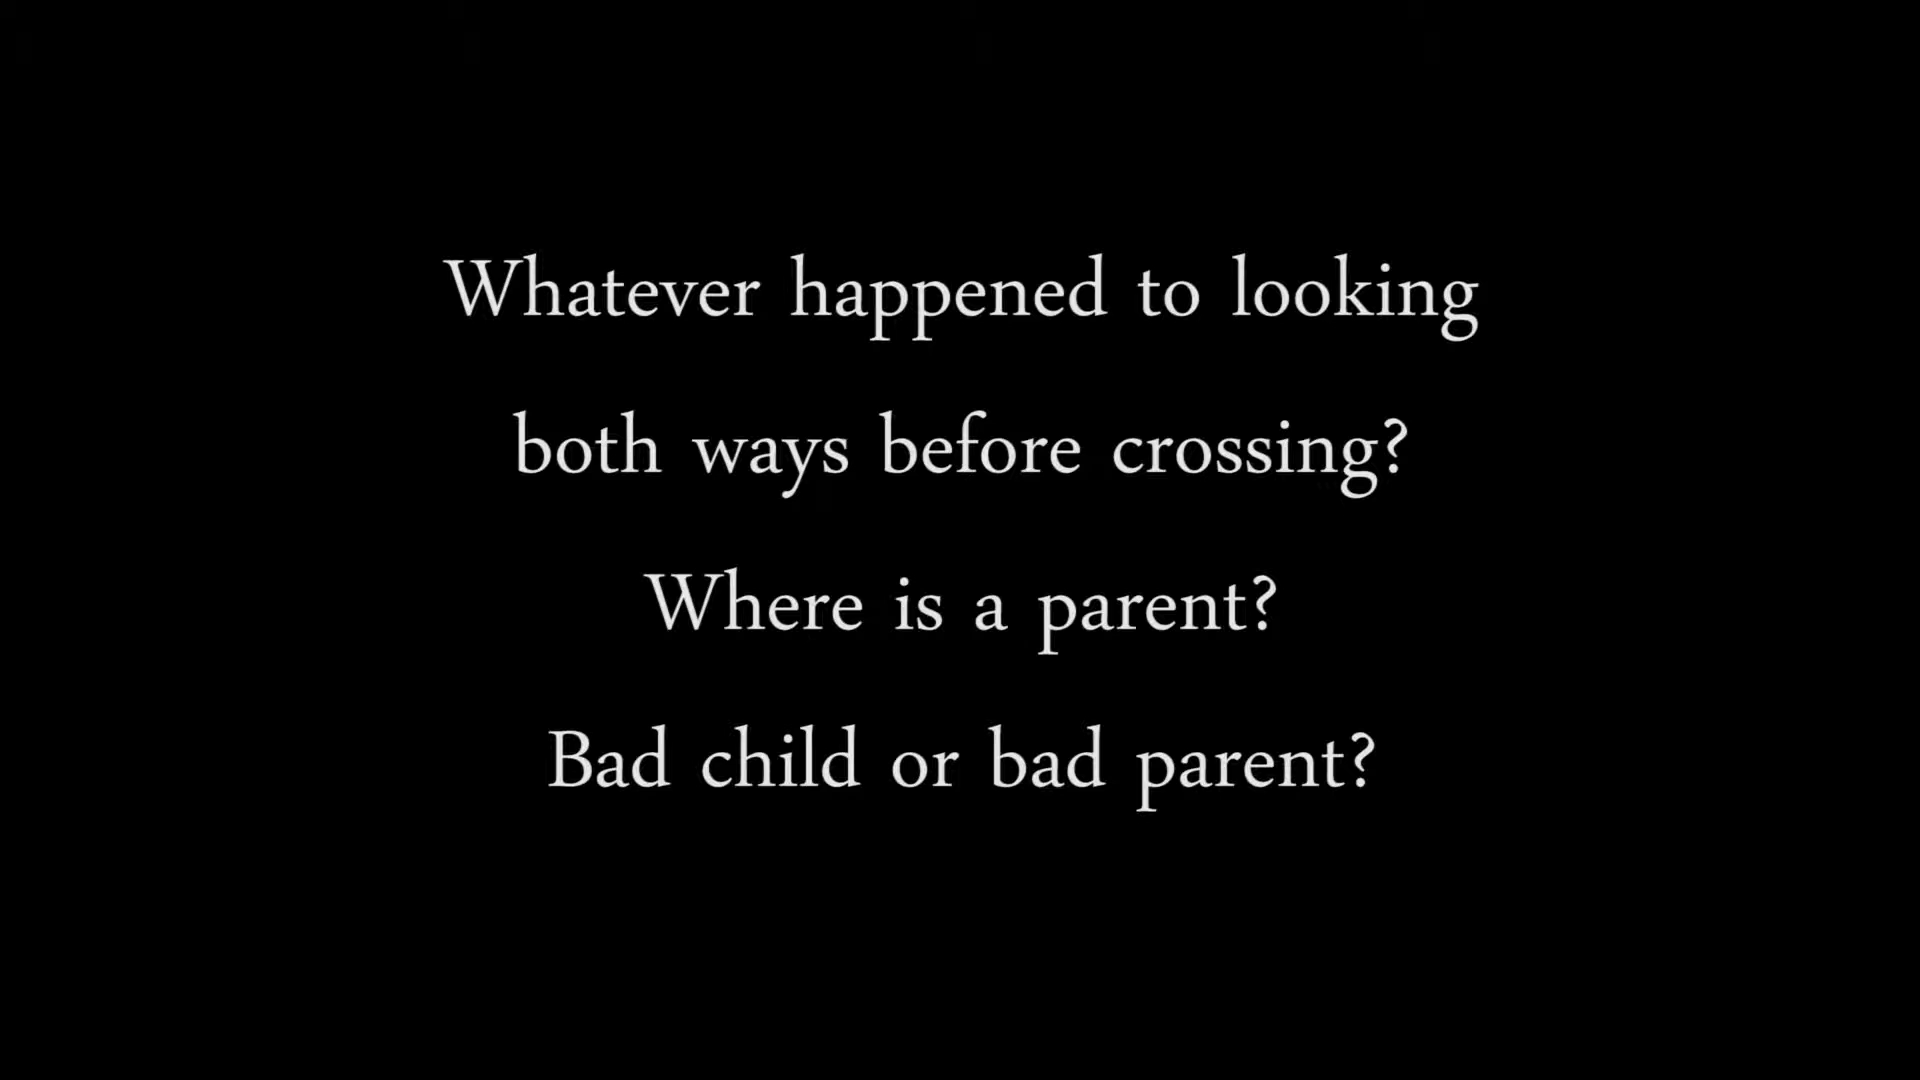 Whatever happened to looking
both ways before crossing?
Where is a parent?
Bad child or bad parent?